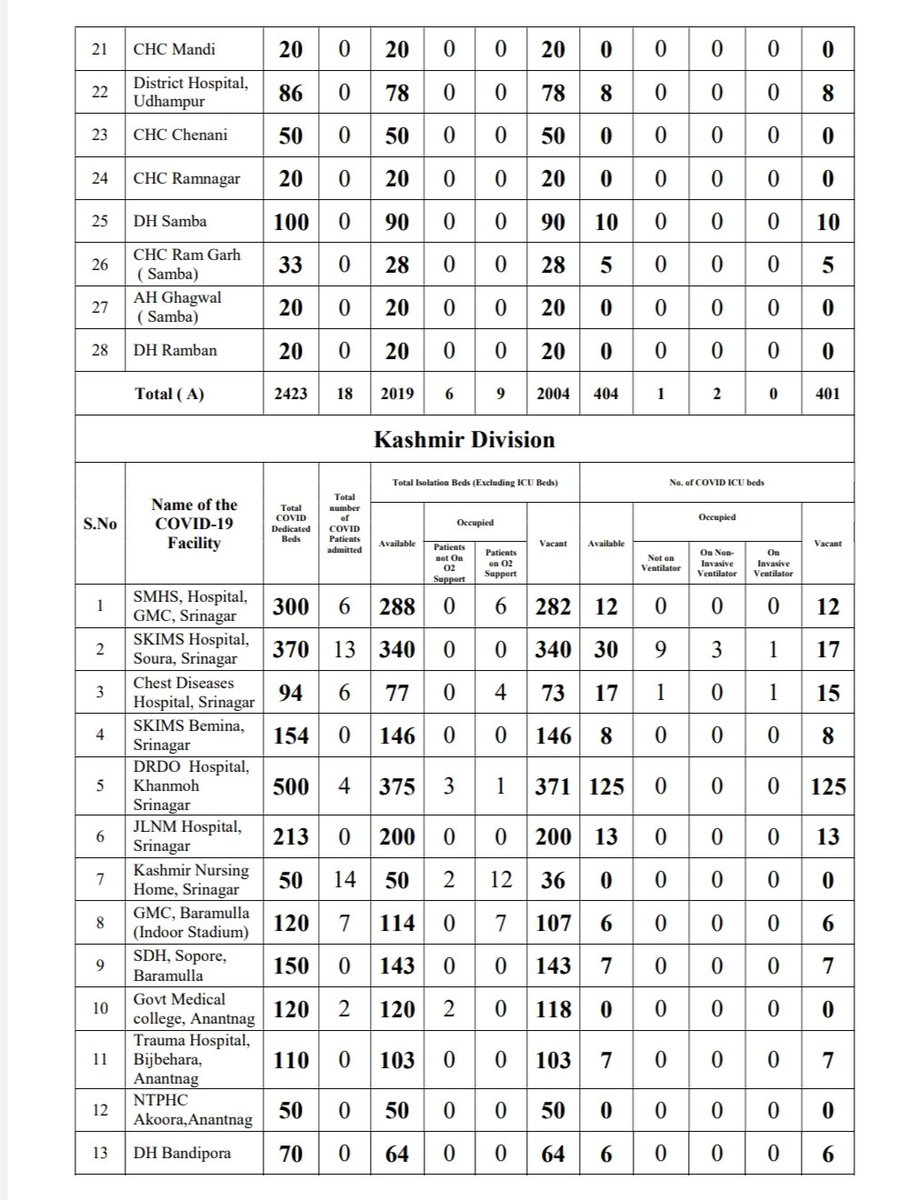 21 CHC Mandi 20 0 20 0 0 20 0 0 0 0 0
22 District Hospital, Udhampur 86 0 78 0 0 78 8 0 0 0 8
23 CHC Chenani 50 0 50 0 0 50 0 0 0 0 0
24 CHC Ramnagar 20 0 20 0 0 20 0 0 0 0 0
25 DH Samba 100 0 90 0 0 90 10 0 0 0 10
26 CHC Ram Garh ( Samba) 33 0 28 0 0 28 5 0 0 0 5
27 AH Ghagwal ( Samba) 20 0 20 0 0 20 0 0 0 0 0
28 DH Ramban 20 0 20 0 0 20 0 0 0 0 0
Total ( A) 2423 18 2019 6 9 2004 404 1 2 0 401
Kashmir Division
S.No
Name of the
COVID-19
Facility
Total
COVID
Dedicated
Beds
Total
number
of
COVID
Patients
admitted
Total Isolation Beds (Excluding ICU Beds)
Available
Occupied
Patients
not On
O2
Support
Patients
on O2
Support
Vacant
No. of COVID ICU beds
Available
Occupied
Not on
Ventilator
On Non-
Invasive
Ventilator
On
Invasive
Ventilator
Vacant
1 SMHS, Hospital, GMC, Srinagar 300 6 288 0 6 282 12 0 0 0 12
2 SKIMS Hospital, Soura, Srinagar 370 13 340 0 0 340 30 9 3 1 17
3 Chest Diseases Hospital, Srinagar 94 6 77 0 4 73 17 1 0 1 15
4 SKIMS Bemina, Srinagar 154 0 146 0 0 146 8 0 0 0 8
5 DRDO Hospital, Khanmoh Srinagar 500 4 375 3 1 371 125 0 0 0 125
6 JLNM Hospital, Srinagar 213 0 200 0 0 200 13 0 0 0 13
7 Kashmir Nursing Home, Srinagar 50 14 50 2 12 36 0 0 0 0 0
8 GMC, Baramulla (Indoor Stadium) 120 7 114 0 7 107 6 0 0 0 6
9 SDH, Sopore, Baramulla 150 0 143 0 0 143 7 0 0 0 7
10 Govt Medical college, Anantnag 120 2 120 2 0 118 0 0 0 0 0
11 Trauma Hospital, Bijbehara, Anantnag 110 0 103 0 0 103 7 0 0 0 7
12 NTPHC Akoora,Anantnag 50 0 50 0 0 50 0 0 0 0 0
13 DH Bandipora 70 0 64 0 0 64 6 0 0 0 6